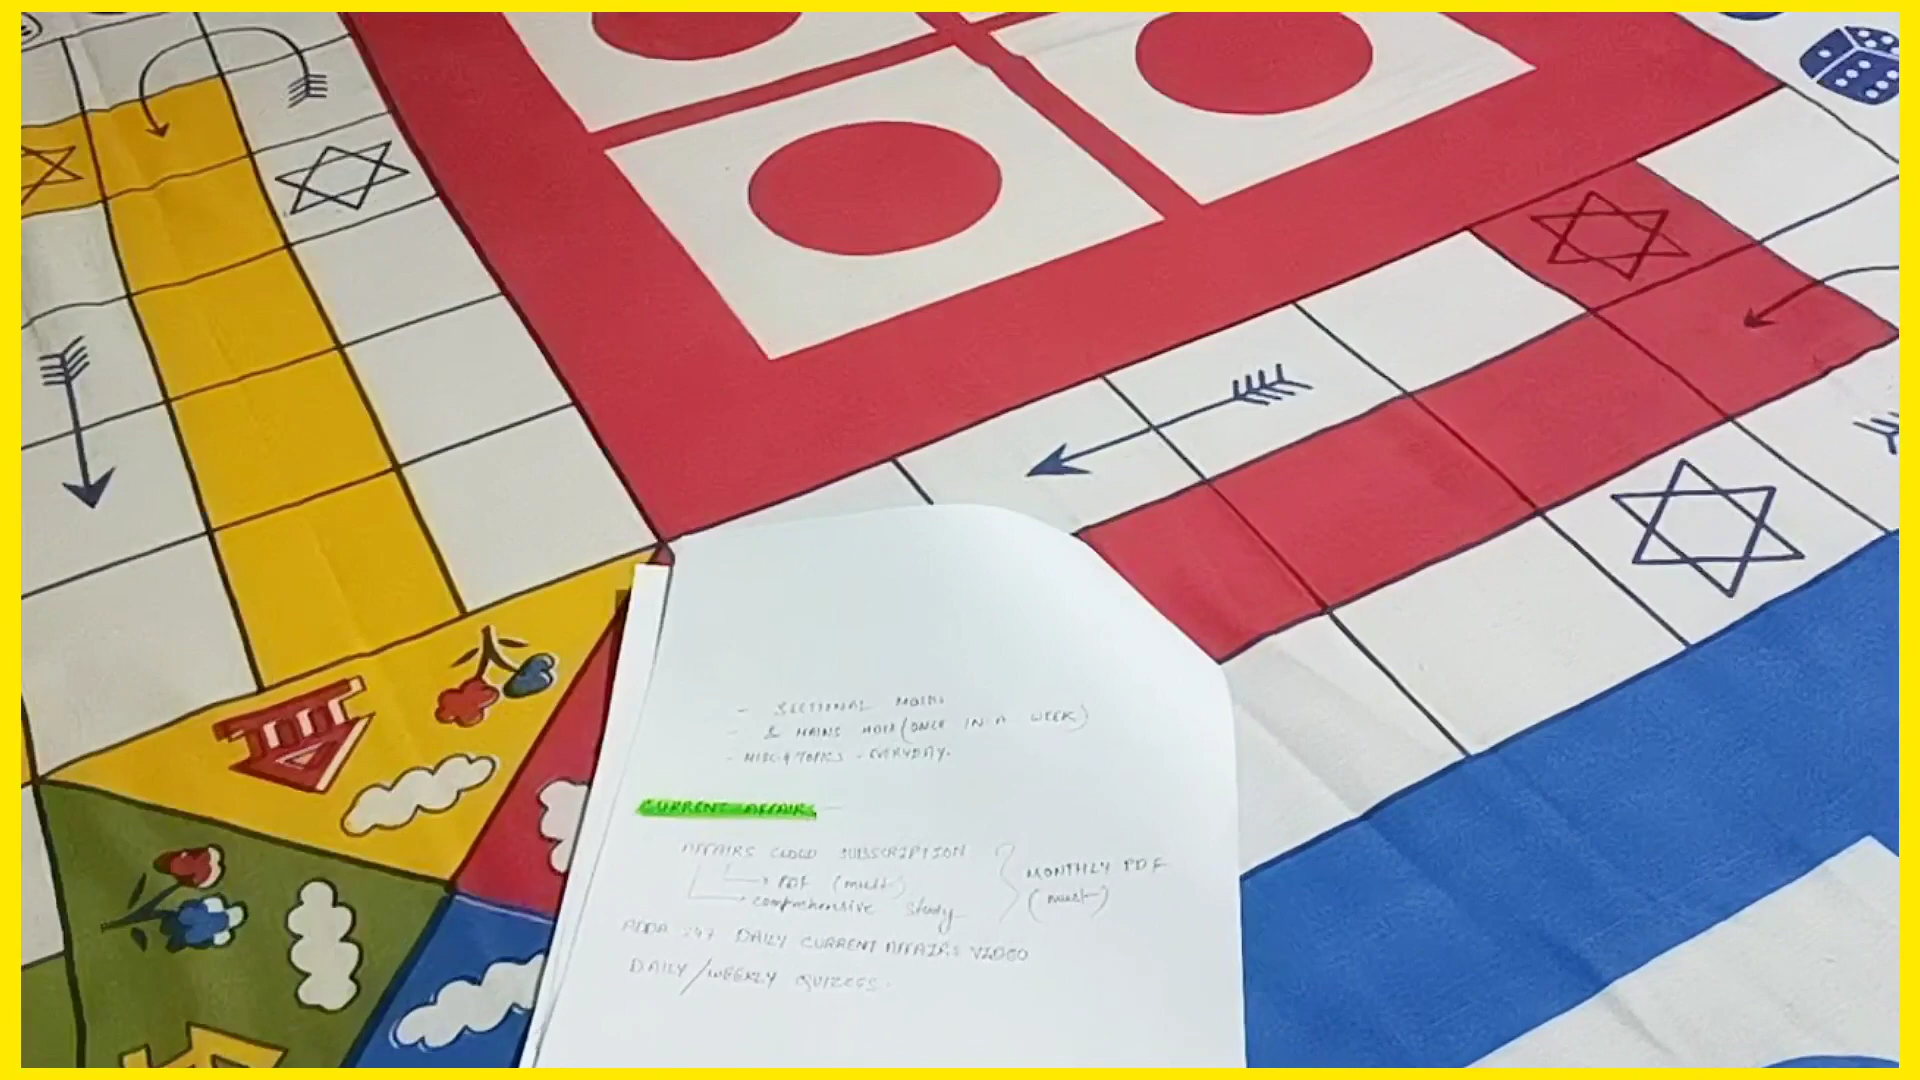 - SECTIONAL MOCKS
- & MAINS MOCK (ONCE IN A WEEK)
- MISC-4 TOPICS - EVERYDAY.
CURRENT AFFAIRS
AFFAIRS CLOUD SUBSCRIPTION
PDF (must)
comprehensive study
MONTHLY PDF
(must)
ADDA 247 DAILY CURRENT AFFAIRS VIDEO
DAILY/WEEKLY QUIZZES.